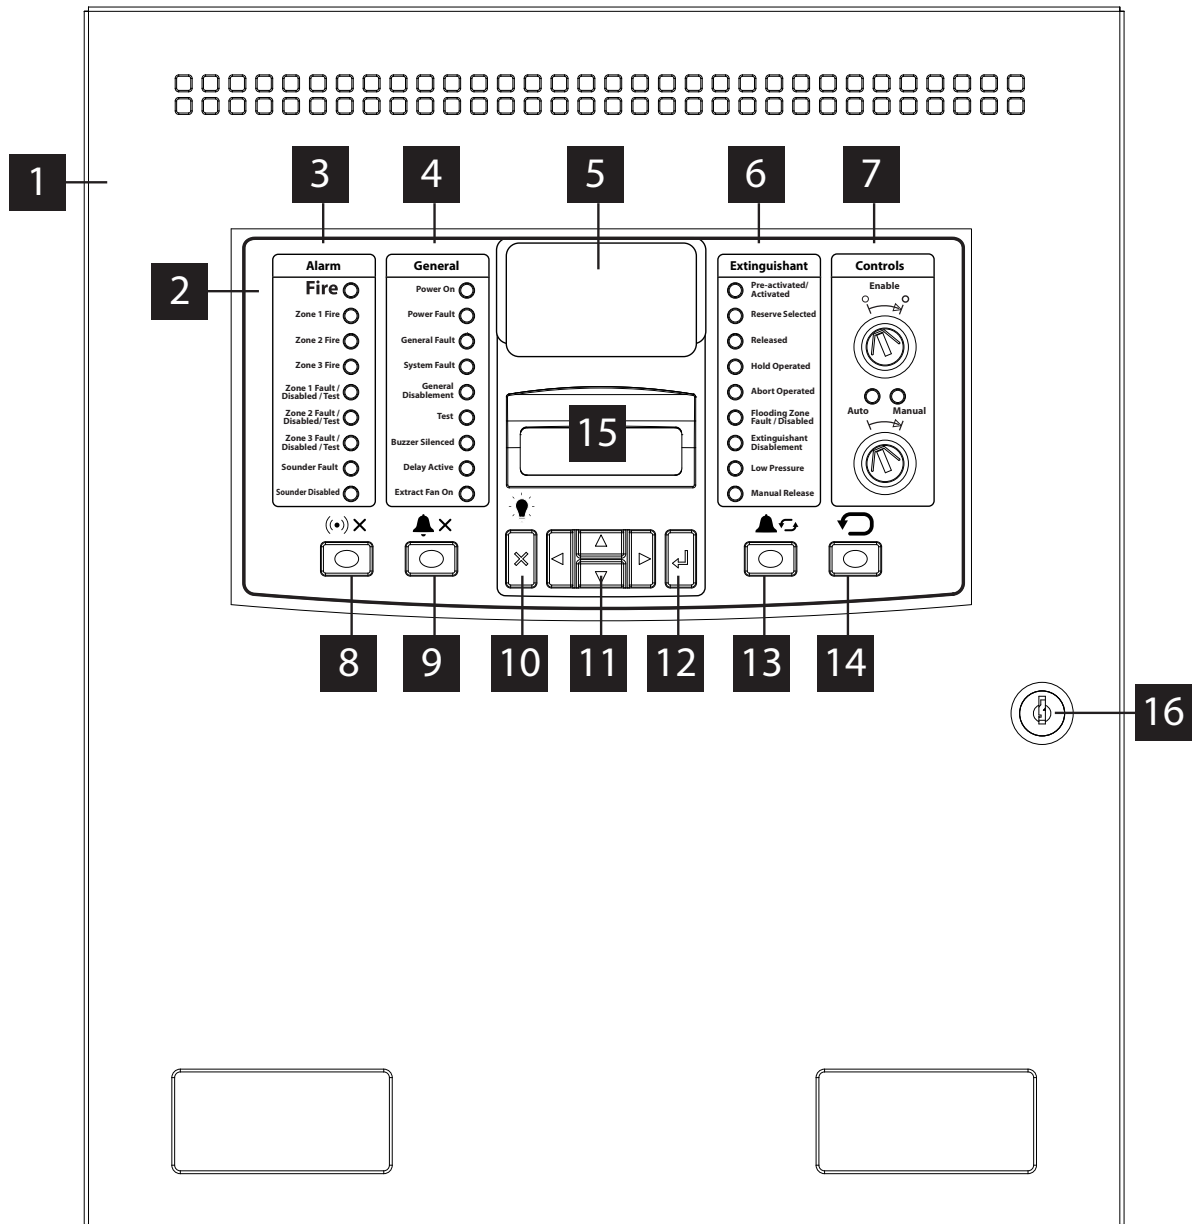 1
2
3
4
5
6
7
Alarm
Fire
Zone 1 Fire
Zone 2 Fire
Zone 3 Fire
Zone 1 Fault /
Disabled / Test
Zone 2 Fault /
Disabled/ Test
Zone 3 Fault /
Disabled / Test
Sounder Fault
Sounder Disabled
General
Power On
Power Fault
General Fault
System Fault
General
Disablement
Test
Buzzer Silenced
Delay Active
Extract Fan On
15
Extinguishant
Pre-activated/
Activated
Reserve Selected
Released
Hold Operated
Abort Operated
Flooding Zone
Fault / Disabled
Extinguishant
Disablement
Low Pressure
Manual Release
Controls
Enable
Auto Manual
8
9
10
11
12
13
14
16